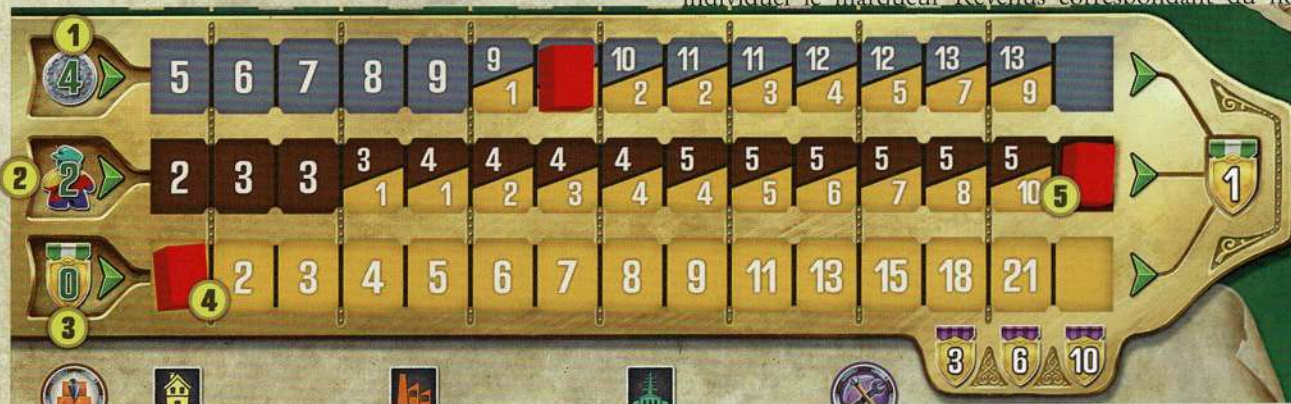 individuel le marqueur Revenus correspondant du
1
4 5 6 7 8 9 9 1 10 2 11 2 11 3 12 4 12 5 13 7 13 9
2 2 2 3 3 3 1 4 1 4 2 4 3 4 4 5 4 5 5 5 6 5 7 5 8 5 10 5 1
0 4 2 3 4 5 6 7 8 9 11 13 15 18 21
3
3 6 10